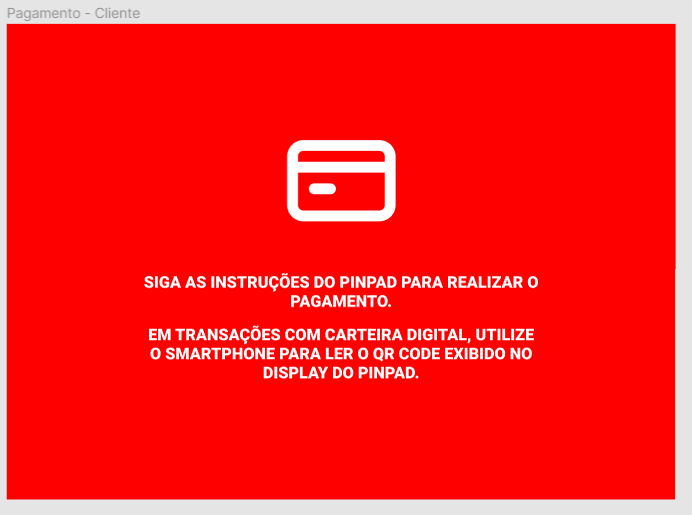 Pagamento - Cliente
SIGA AS INSTRUÇÕES DO PINPAD PARA REALIZAR O
PAGAMENTO.
EM TRANSAÇÕES COM CARTEIRA DIGITAL, UTILIZE
O SMARTPHONE PARA LER O QR CODE EXIBIDO NO
DISPLAY DO PINPAD.